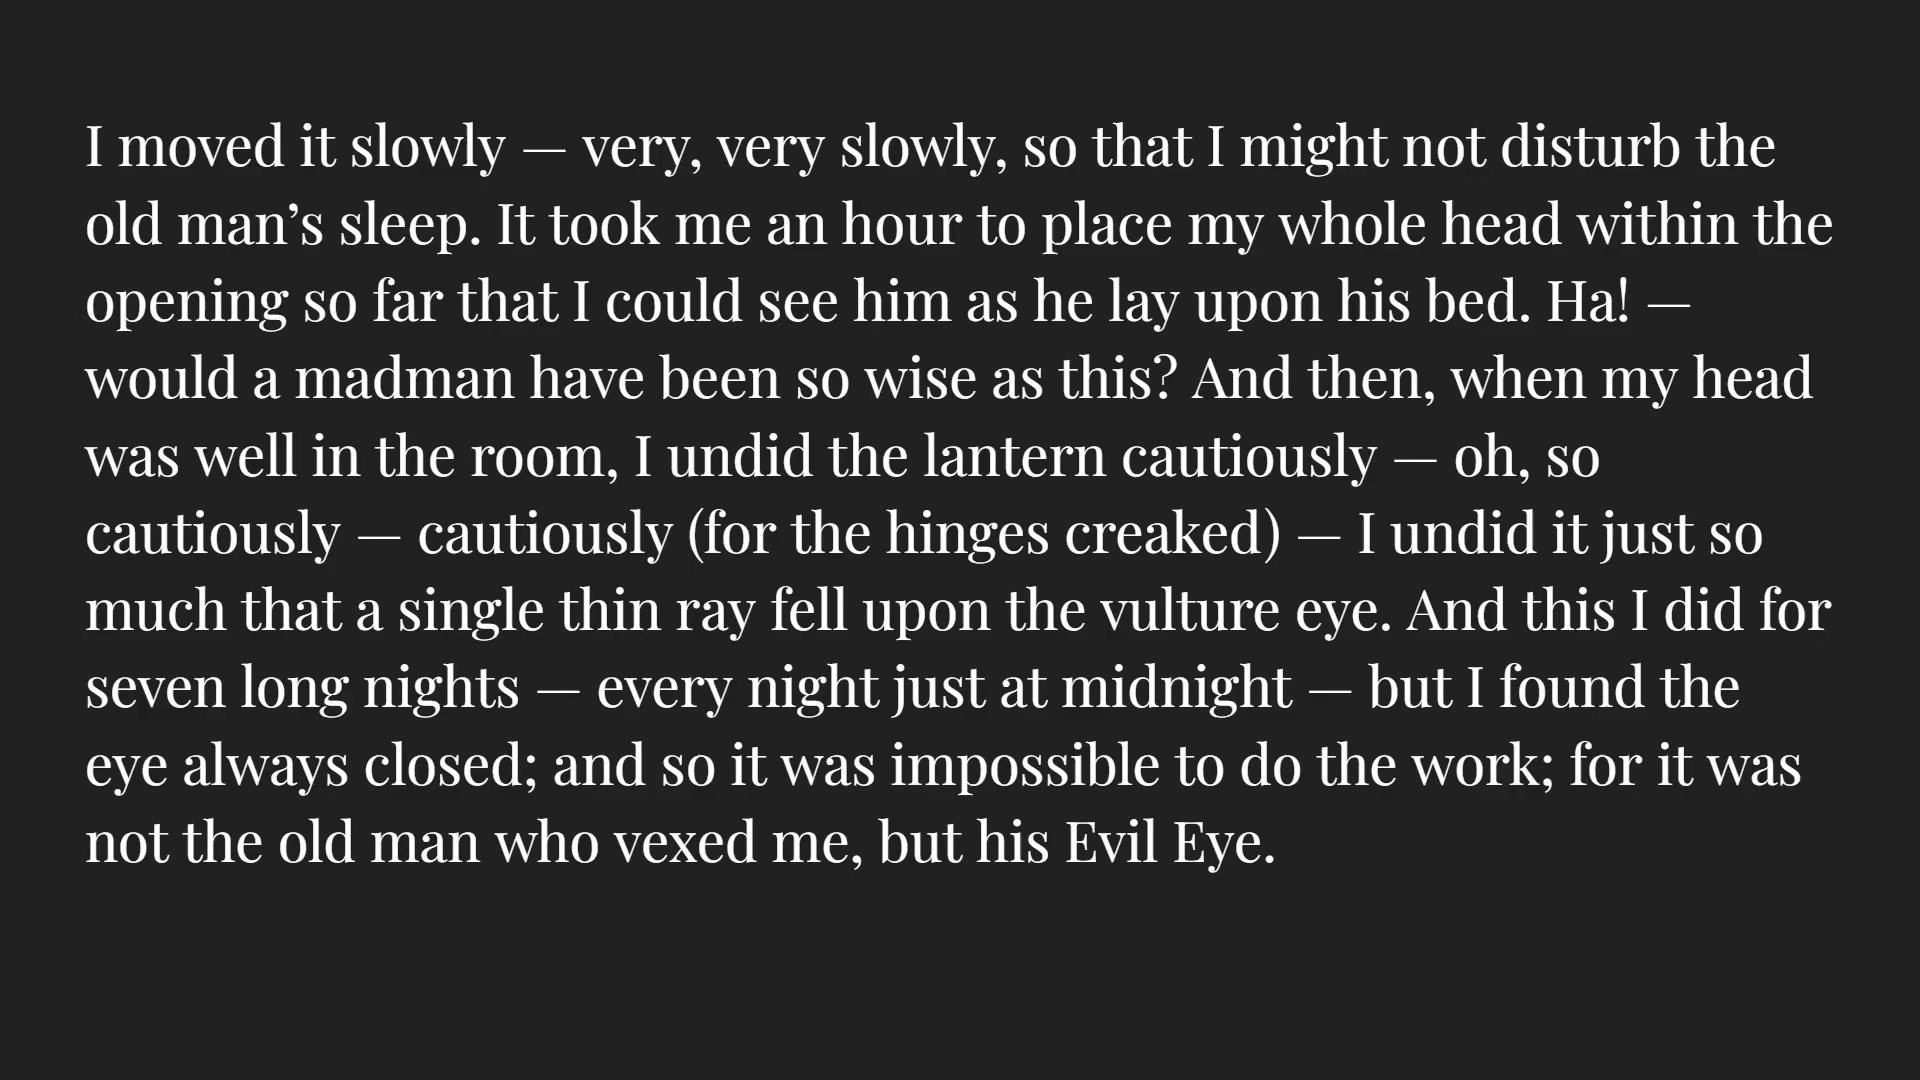 I moved it slowly — very, very slowly, so that I might not disturb the
old man’s sleep. It took me an hour to place my whole head within the
opening so far that I could see him as he lay upon his bed. Ha! —
would a madman have been so wise as this? And then, when my head
was well in the room, I undid the lantern cautiously — oh, so
cautiously — cautiously (for the hinges creaked) — I undid it just so
much that a single thin ray fell upon the vulture eye. And this I did for
seven long nights — every night just at midnight — but I found the
eye always closed; and so it was impossible to do the work; for it was
not the old man who vexed me, but his Evil Eye.